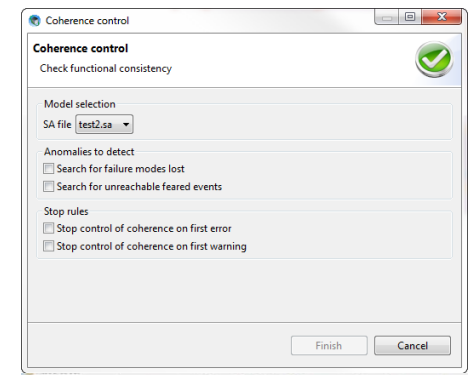 Coherence control
Coherence control
Check functional consistency
Model selection
SA file test2.sa
Anomalies to detect
Search for failure modes lost
Search for unreachable feared events
Stop rules
Stop control of coherence on first error
Stop control of coherence on first warning
Finish Cancel